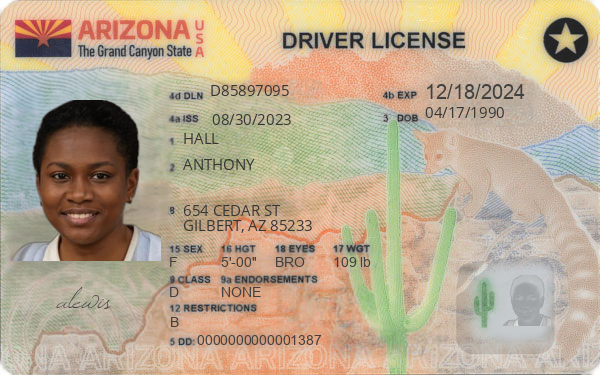 ARIZONA USA
The Grand Canyon State
DRIVER LICENSE
4d DLN D85897095
4b EXP 12/18/2024
4a ISS 08/30/2023
3 DOB 04/17/1990
1 HALL
2 ANTHONY
8 654 CEDAR ST
GILBERT, AZ 85233
15 SEX 16 HGT 18 EYES 17 WGT
F 5'-00" BRO 109 lb
9 CLASS 9a ENDORSEMENTS
D NONE
12 RESTRICTIONS
B
alewis
5 DD: 0000000000001387
ARIZONA ARIZONA ARIZONA ARIZONA